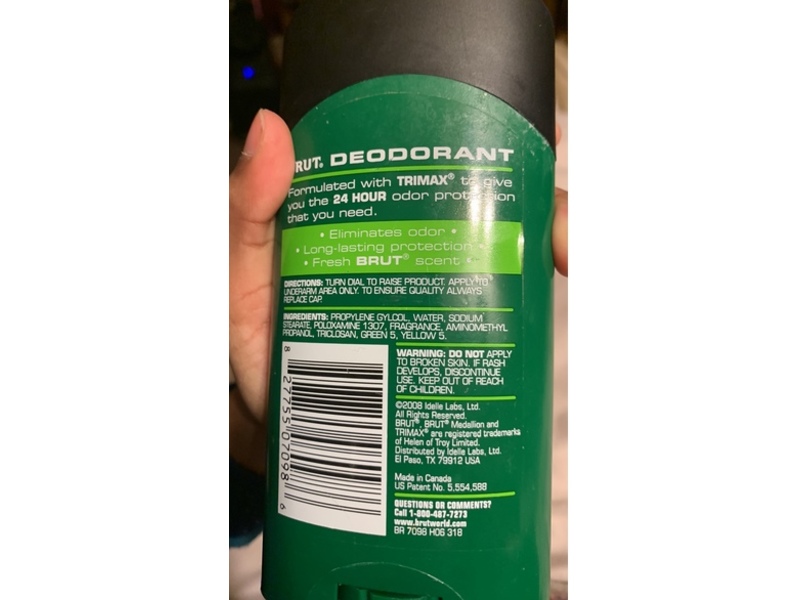 BRUT® DEODORANT
Formulated with TRIMAX® to give
you the 24 HOUR odor protection
that you need.
• Eliminates odor •
• Long-lasting protection •
• Fresh BRUT® scent •
DIRECTIONS: TURN DIAL TO RAISE PRODUCT. APPLY TO
UNDERARM AREA ONLY. TO ENSURE QUALITY ALWAYS
REPLACE CAP.
INGREDIENTS: PROPYLENE GYLCOL, WATER, SODIUM
STEARATE, POLOXAMINE 1307, FRAGRANCE, AMINOMETHYL
PROPANOL, TRICLOSAN, GREEN 5, YELLOW 5.
WARNING: DO NOT APPLY
TO BROKEN SKIN. IF RASH
DEVELOPS, DISCONTINUE
USE. KEEP OUT OF REACH
OF CHILDREN.
©2008 Idelle Labs, Ltd.
All Rights Reserved.
BRUT®, BRUT® Medallion and
TRIMAX® are registered trademarks
of Helen of Troy Limited.
Distributed by Idelle Labs, Ltd.
El Paso, TX 79912 USA
Made in Canada
US Patent No. 5,554,588
QUESTIONS OR COMMENTS?
Call 1-800-487-7273
www.brutworld.com
BR 7098 H06 318
8 27755 07098 6